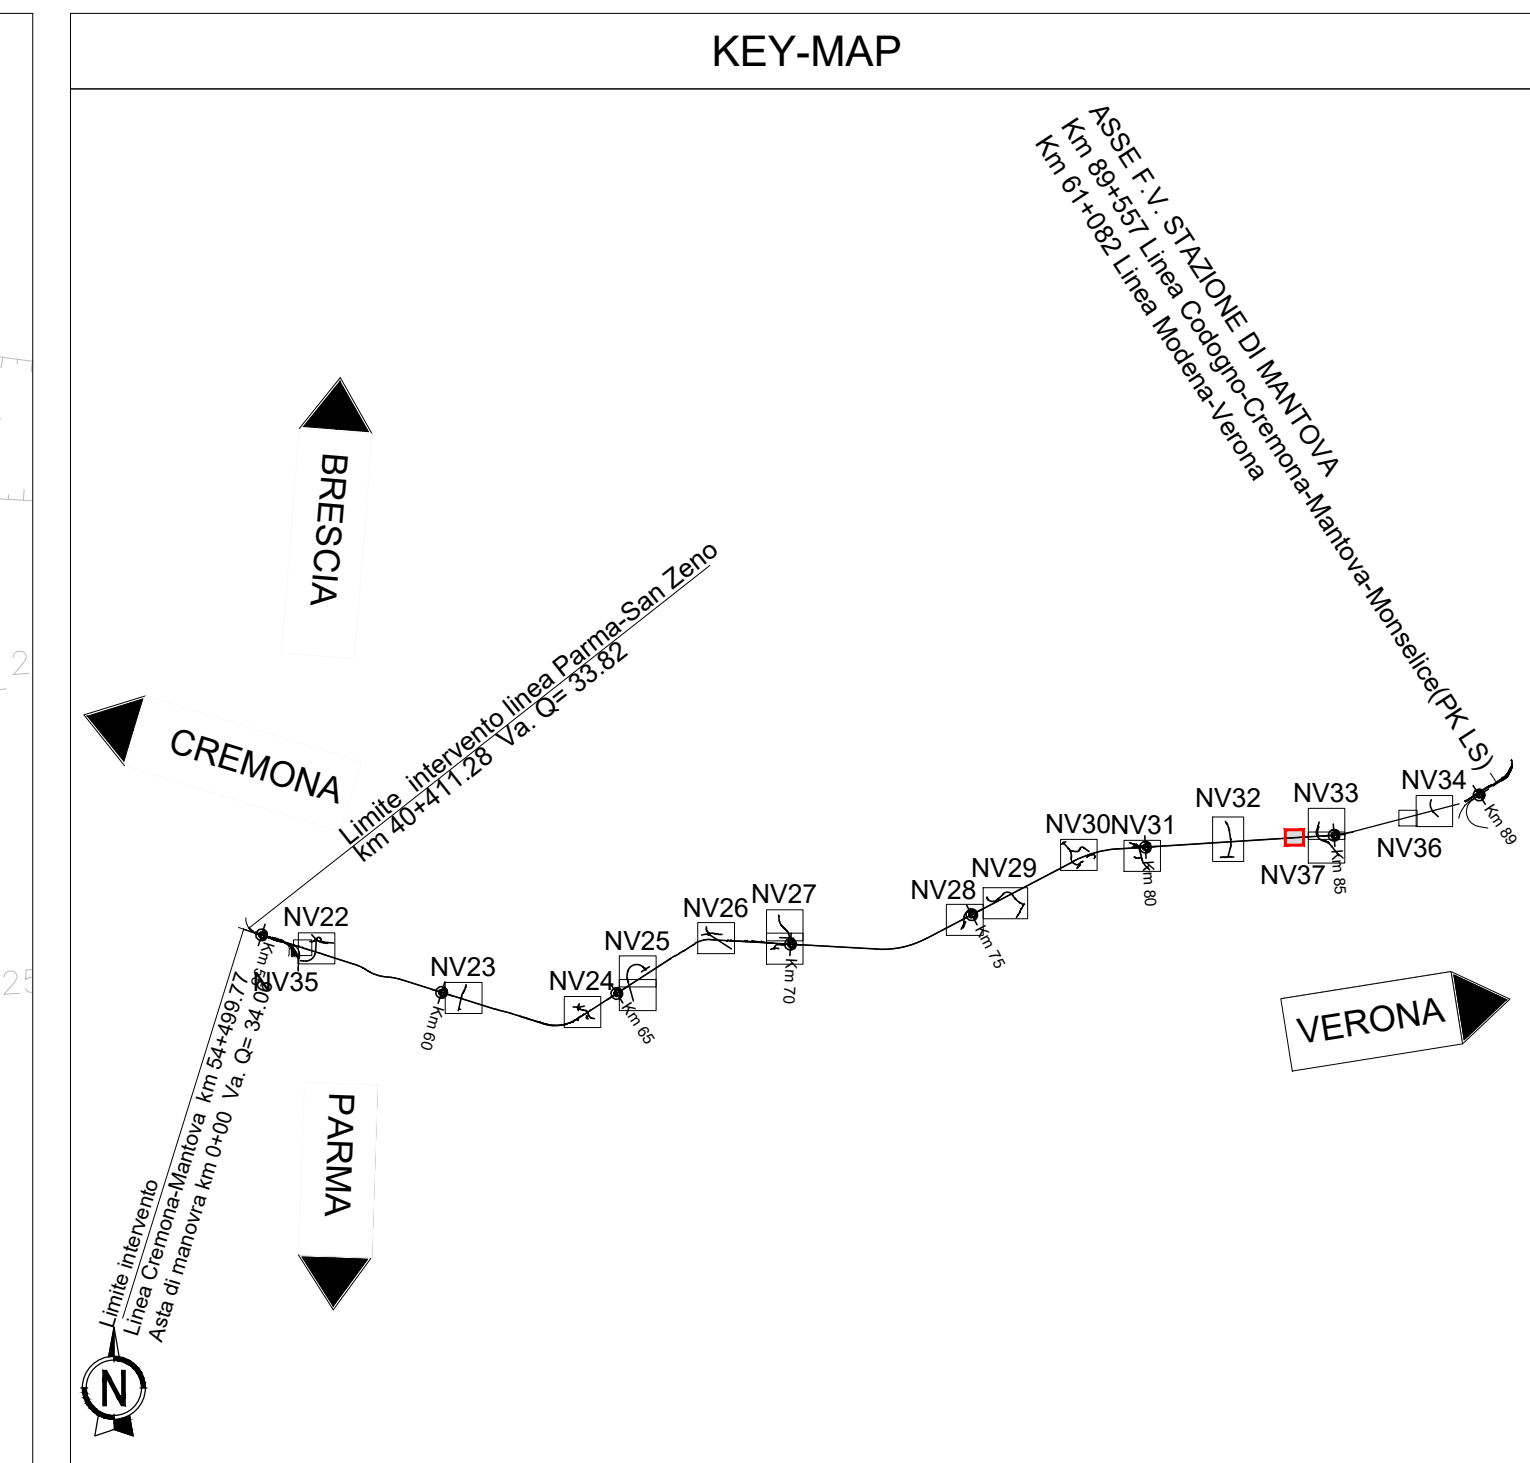 KEY-MAP
ASSE F.V. STAZIONE DI MANTOVA
Km 89+557 Linea Codogno-Cremona-Mantova-Monselice(PK LS)
Km 61+082 Linea Modena-Verona
BRESCIA
CREMONA
Limite intervento linea Parma-San Zeno
km 40+411.28 Va. Q= 33.82
NV22
NV35
NV23
Km 60
NV24
NV25
Km 65
NV26
NV27
Km 70
NV28
NV29
Km 75
NV30
NV31
Km 80
NV32
NV33
NV37
Km 85
NV34
NV36
Km 89
VERONA
PARMA
Limite intervento
Linea Cremona-Mantova km 54+499.77
Asta di manovra km 0+00 Va. Q=
N
2
25